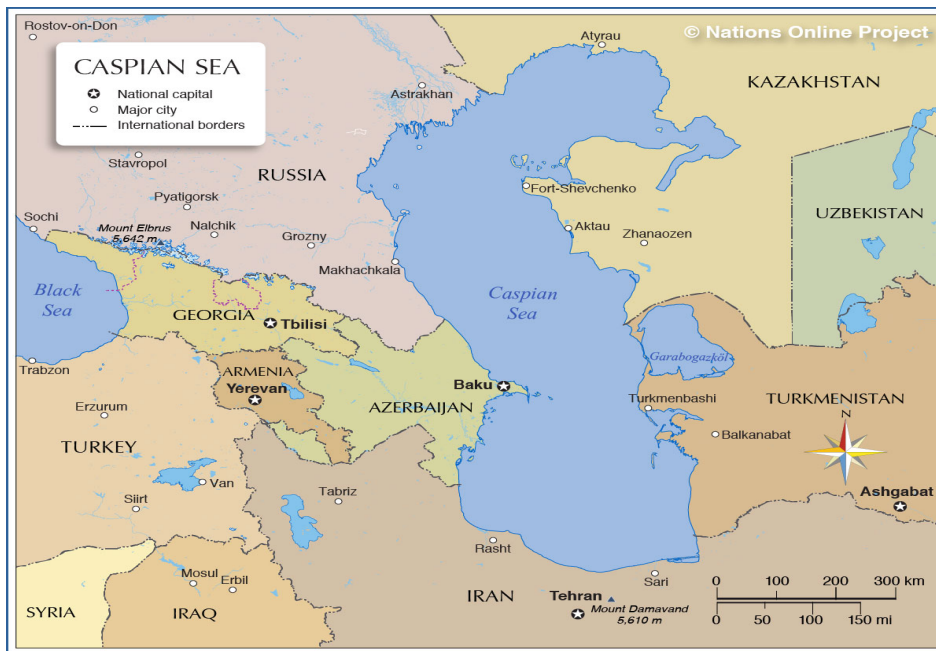 © Nations Online Project
CASPIAN SEA
National capital
Major city
International borders
Rostov-on-Don
Atyrau
KAZAKHSTAN
Astrakhan
Stavropol
RUSSIA
Fort-Shevchenko
Pyatigorsk
UZBEKISTAN
Sochi
Mount Elbrus
5,642 m
Nalchik
Grozny
Aktau
Zhanaozen
Makhachkala
Black
Sea
Caspian
Sea
GEORGIA
Tbilisi
Garabogazköl
Trabzon
ARMENIA
Yerevan
Baku
AZERBAIJAN
Turkmenbashi
TURKMENISTAN
Erzurum
N
Balkanabat
TURKEY
Van
Siirt
Tabriz
Ashgabat
Rasht
Mosul
Erbil
Sari
SYRIA
IRAQ
IRAN
Tehran
Mount Damavand
5,610 m
0 100 200 300 km
0 50 100 150 mi